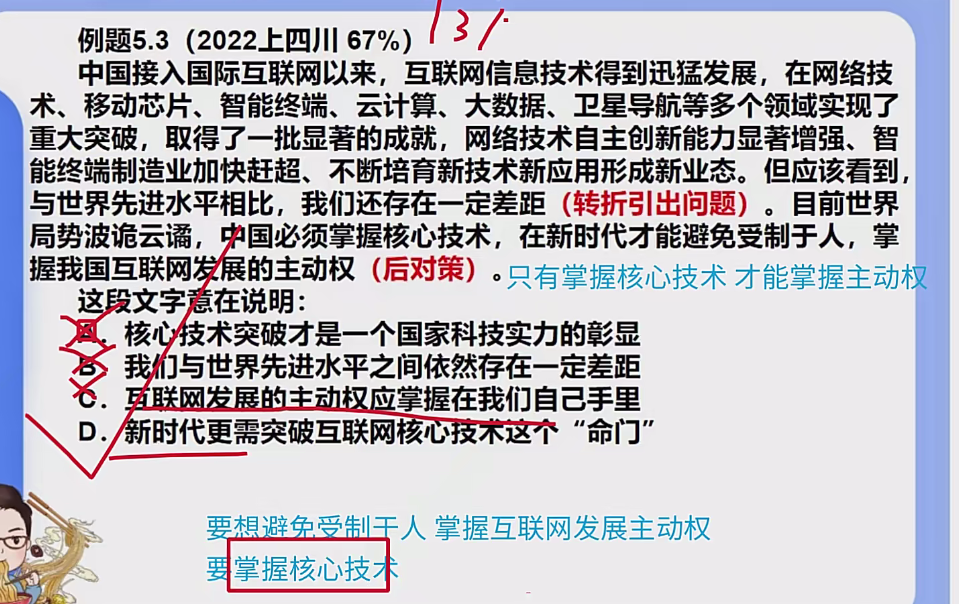 例题5.3（2022上四川 67%）
13%
中国接入国际互联网以来，互联网信息技术得到迅猛发展，在网络技
术、移动芯片、智能终端、云计算、大数据、卫星导航等多个领域实现了
重大突破，取得了一批显著的成就，网络技术自主创新能力显著增强、智
能终端制造业加快赶超、不断培育新技术新应用形成新业态。但应该看到，
与世界先进水平相比，我们还存在一定差距（转折引出问题）。目前世界
局势波诡云谲，中国必须掌握核心技术，在新时代才能避免受制于人，掌
握我国互联网发展的主动权（后对策）。
只有掌握核心技术 才能掌握主动权
这段文字意在说明：
A. 核心技术突破才是一个国家科技实力的彰显
B. 我们与世界先进水平之间依然存在一定差距
C. 互联网发展的主动权应掌握在我们自己手里
D. 新时代更需突破互联网核心技术这个“命门”
要想避免受制于人 掌握互联网发展主动权
要掌握核心技术